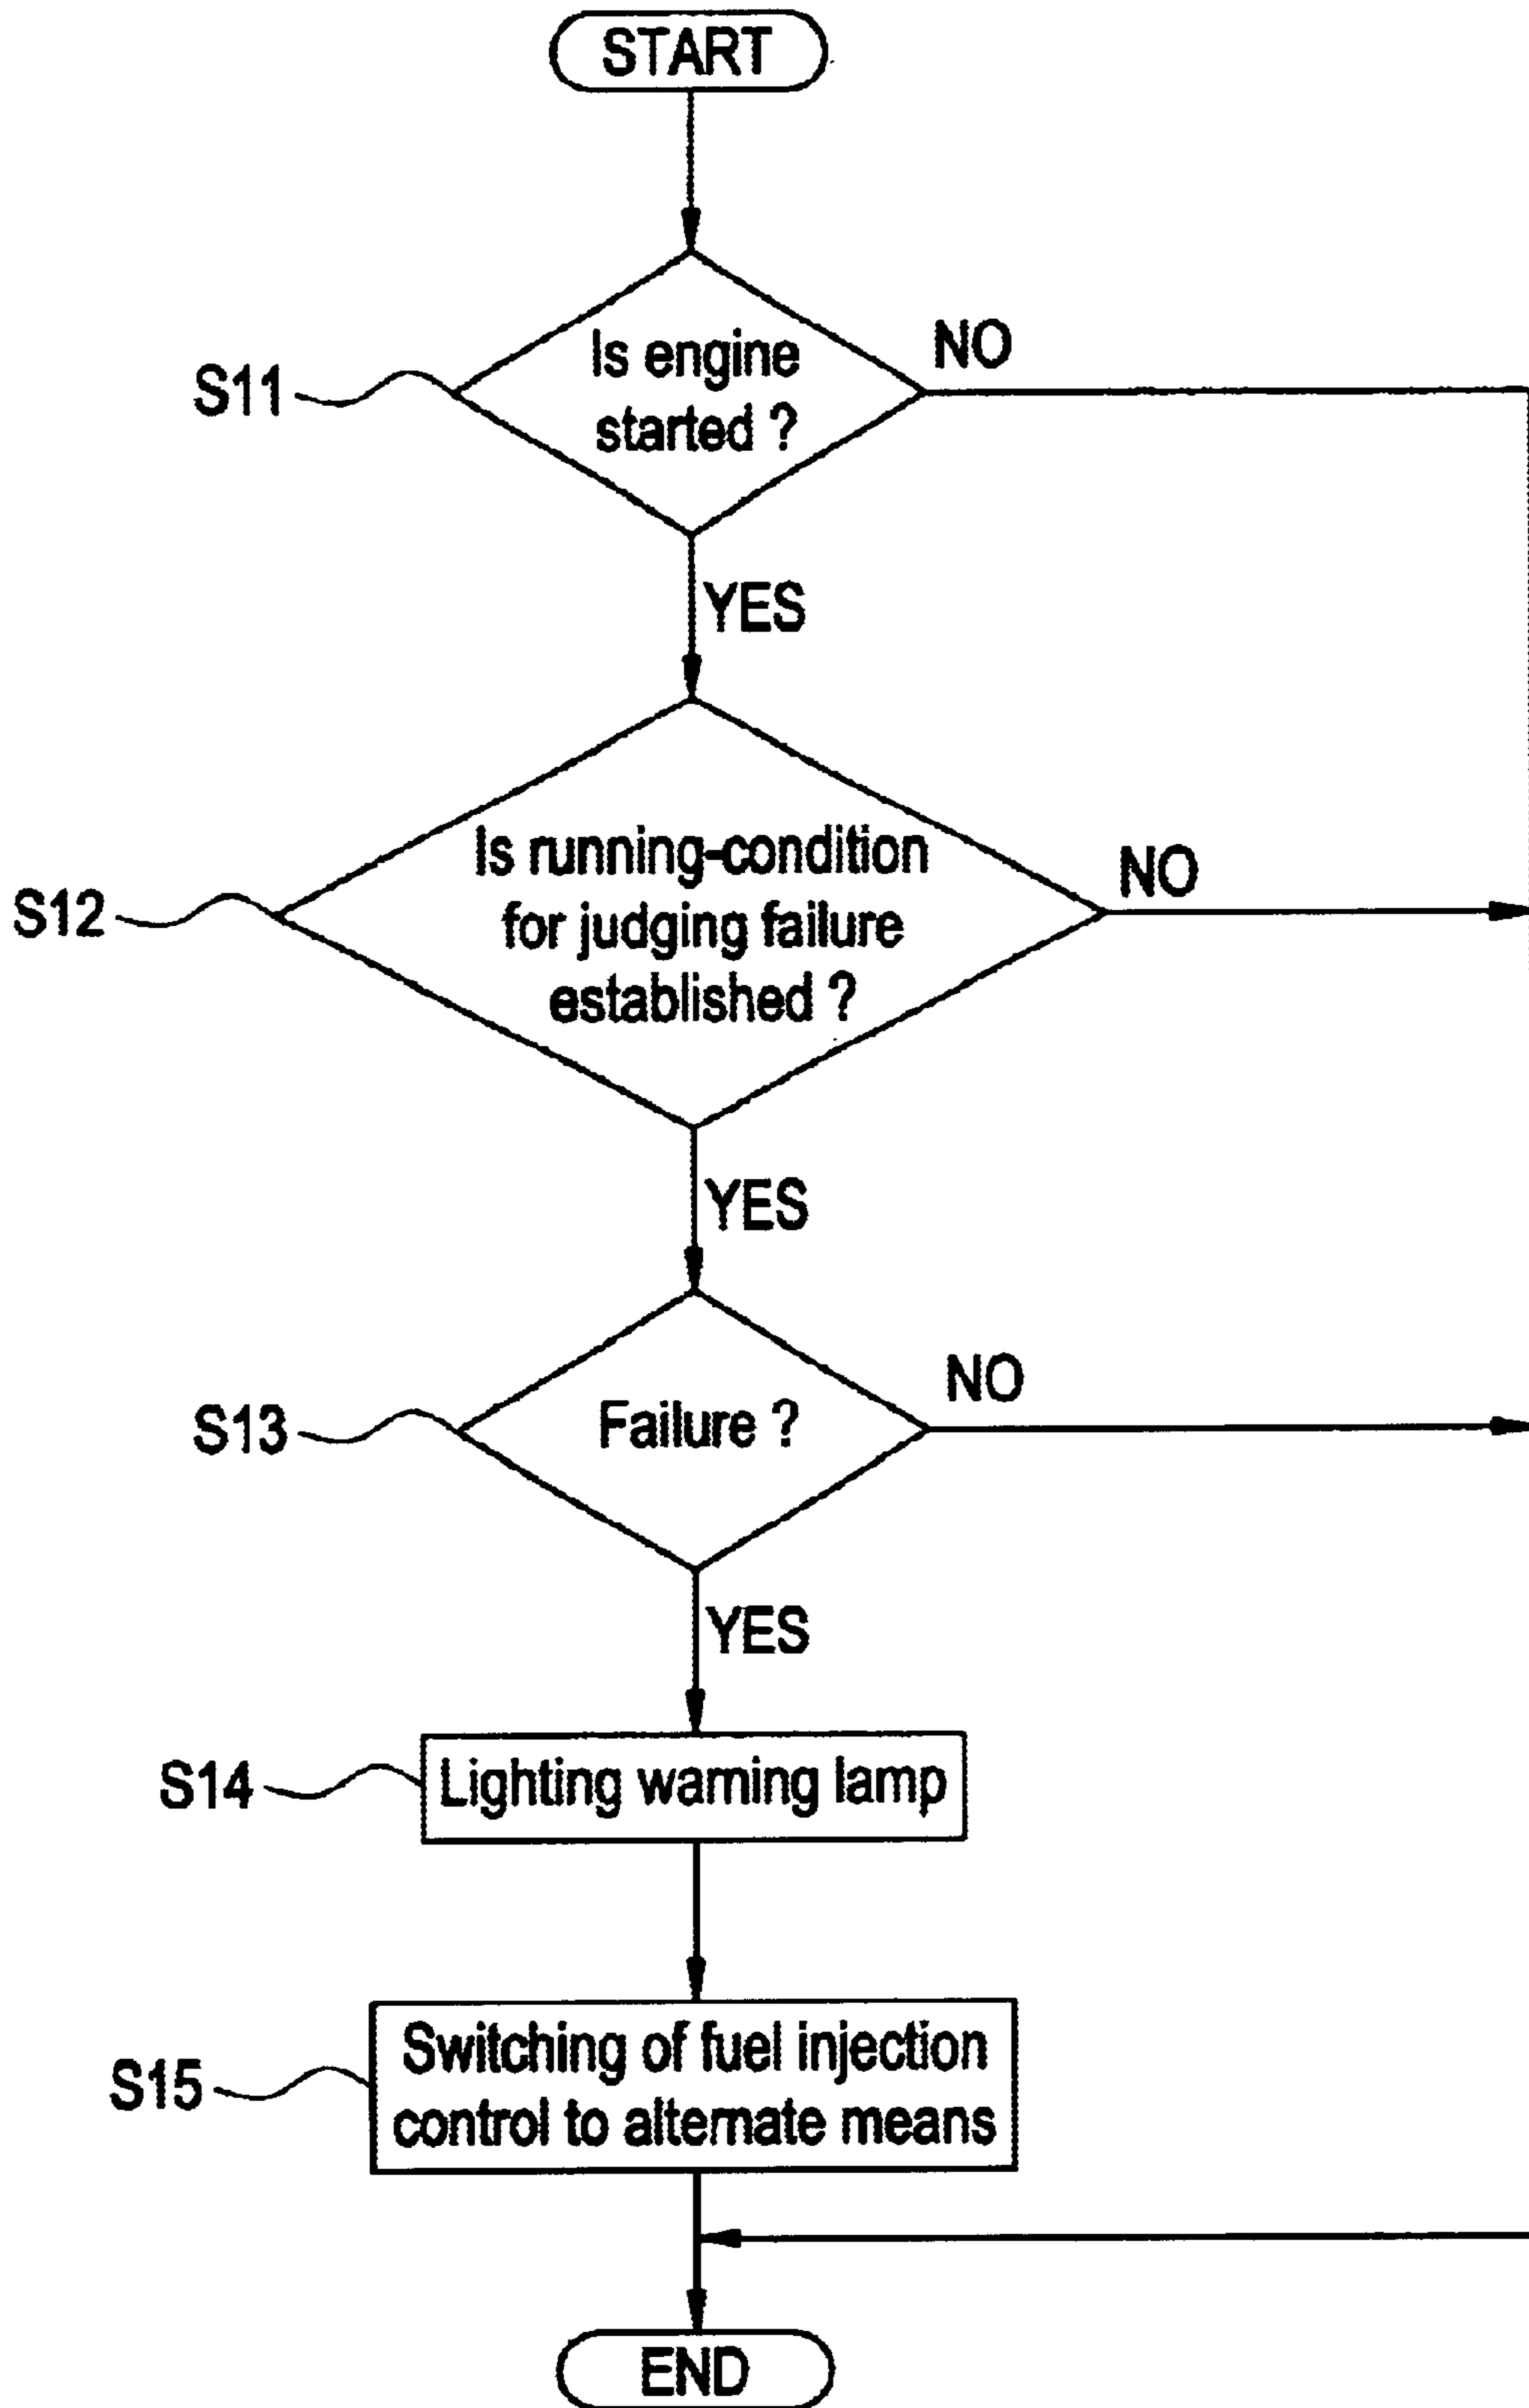 START
Is engine
started ?
NO
S11
YES
Is running-condition
for judging failure
established ?
NO
S12
YES
Failure ?
NO
S13
YES
Lighting warning lamp
S14
Switching of fuel injection
control to alternate means
S15
END